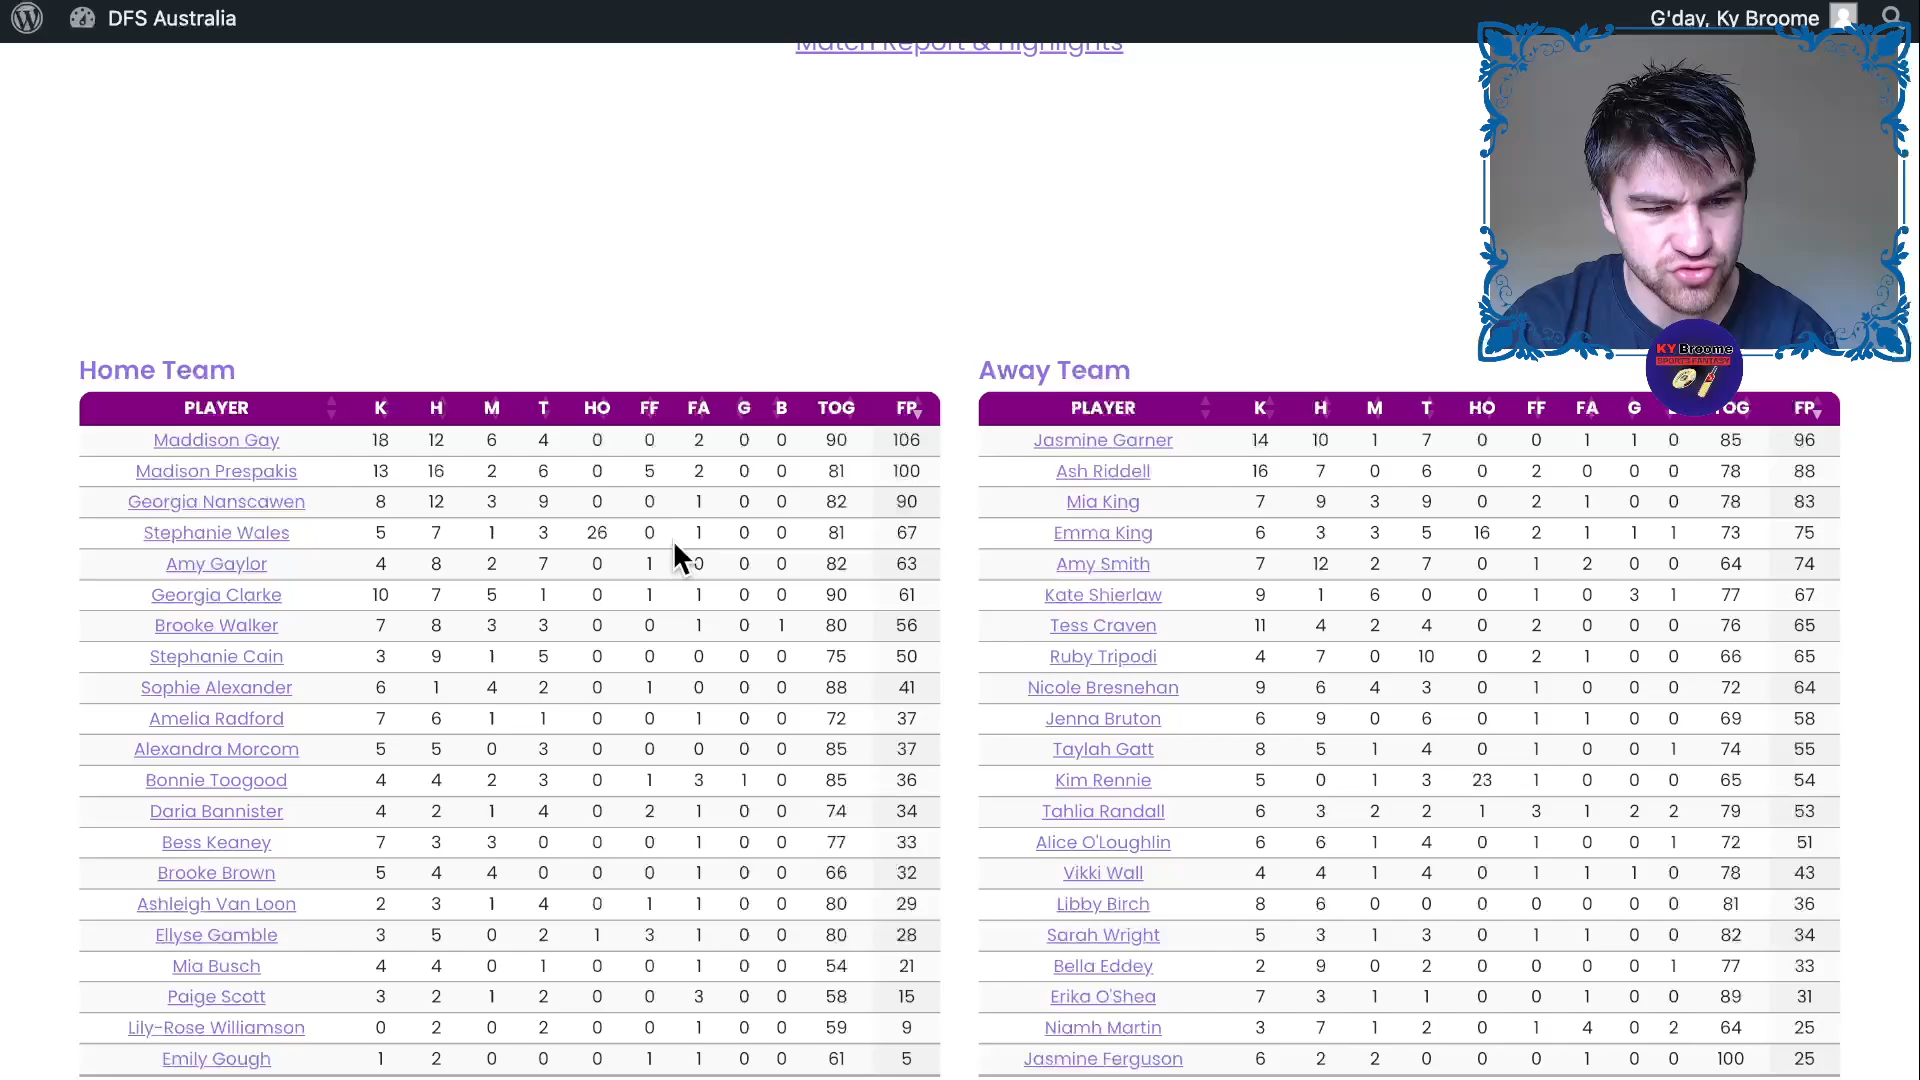 DFS Australia
G'day, Ky Broome
Match Report & Highlights
KY Broome
SPORTS FANTASY
Home Team
PLAYER K H M T HO FF FA G B TOG FP
Maddison Gay 18 12 6 4 0 0 2 0 0 90 106
Madison Prespakis 13 16 2 6 0 5 2 0 0 81 100
Georgia Nanscawen 8 12 3 9 0 0 1 0 0 82 90
Stephanie Wales 5 7 1 3 26 0 1 0 0 81 67
Amy Gaylor 4 8 2 7 0 1 0 0 0 82 63
Georgia Clarke 10 7 5 1 0 1 1 0 0 90 61
Brooke Walker 7 8 3 3 0 0 1 0 1 80 56
Stephanie Cain 3 9 1 5 0 0 0 0 0 75 50
Sophie Alexander 6 1 4 2 0 1 0 0 0 88 41
Amelia Radford 7 6 1 1 0 0 1 0 0 72 37
Alexandra Morcom 5 5 0 3 0 0 0 0 0 85 37
Bonnie Toogood 4 4 2 3 0 1 3 1 0 85 36
Daria Bannister 4 2 1 4 0 2 1 0 0 74 34
Bess Keaney 7 3 3 0 0 0 1 0 0 77 33
Brooke Brown 5 4 4 0 0 0 1 0 0 66 32
Ashleigh Van Loon 2 3 1 4 0 1 1 0 0 80 29
Ellyse Gamble 3 5 0 2 1 3 1 0 0 80 28
Mia Busch 4 4 0 1 0 0 1 0 0 54 21
Paige Scott 3 2 1 2 0 0 3 0 0 58 15
Lily-Rose Williamson 0 2 0 2 0 0 1 0 0 59 9
Emily Gough 1 2 0 0 0 1 1 0 0 61 5
Away Team
PLAYER K H M T HO FF FA G TOG FP
Jasmine Garner 14 10 1 7 0 0 1 1 0 85 96
Ash Riddell 16 7 0 6 0 2 0 0 0 78 88
Mia King 7 9 3 9 0 2 1 0 0 78 83
Emma King 6 3 3 5 16 2 1 1 1 73 75
Amy Smith 7 12 2 7 0 1 2 0 0 64 74
Kate Shierlaw 9 1 6 0 0 1 0 3 1 77 67
Tess Craven 11 4 2 4 0 2 0 0 0 76 65
Ruby Tripodi 4 7 0 10 0 2 1 0 0 66 65
Nicole Bresnehan 9 6 4 3 0 1 0 0 0 72 64
Jenna Bruton 6 9 0 6 0 1 1 0 0 69 58
Taylah Gatt 8 5 1 4 0 1 0 0 1 74 55
Kim Rennie 5 0 1 3 23 1 0 0 0 65 54
Tahlia Randall 6 3 2 2 1 3 1 2 2 79 53
Alice O'Loughlin 6 6 1 4 0 1 0 0 1 72 51
Vikki Wall 4 4 1 4 0 1 1 1 0 78 43
Libby Birch 8 6 0 0 0 0 0 0 0 81 36
Sarah Wright 5 3 1 3 0 1 1 0 0 82 34
Bella Eddey 2 9 0 2 0 0 0 0 1 77 33
Erika O'Shea 7 3 1 1 0 0 1 0 0 89 31
Niamh Martin 3 7 1 2 0 1 4 0 2 64 25
Jasmine Ferguson 6 2 2 0 0 0 1 0 0 100 25